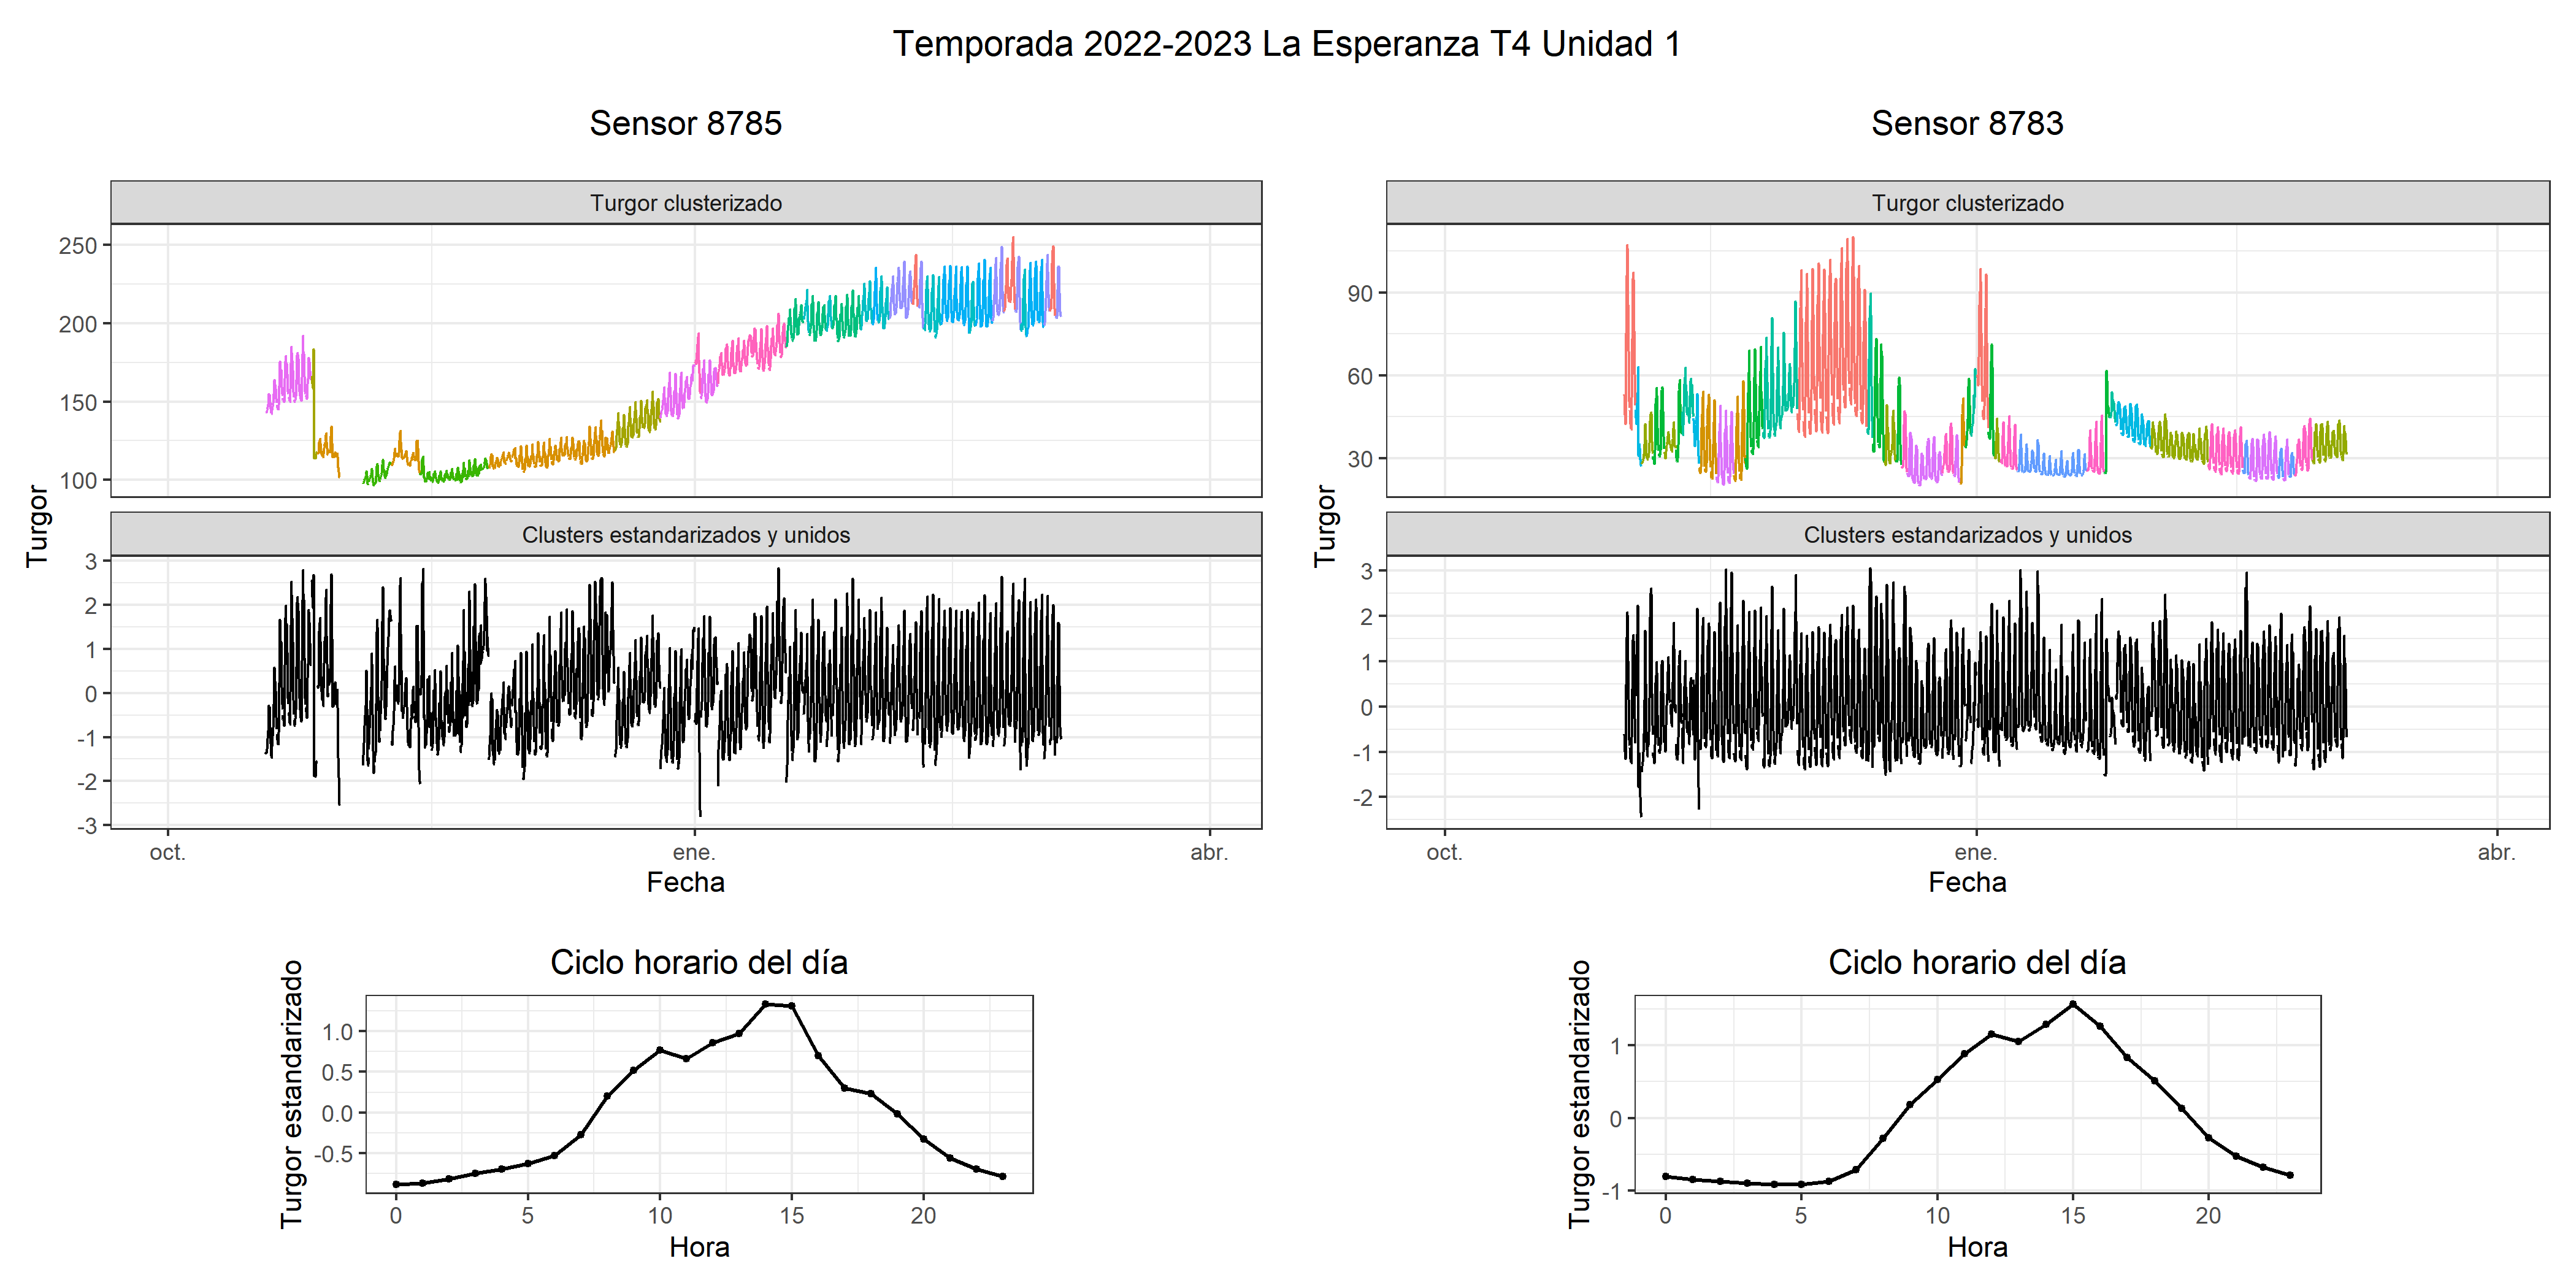 Temporada 2022-2023 La Esperanza T4 Unidad 1
Sensor 8785
Turgor clusterizado
250
200
150
100
Turgor
Clusters estandarizados y unidos
3
2
1
0
-1
-2
-3
oct.
ene.
abr.
Fecha
Ciclo horario del día
Turgor estandarizado
1.0
0.5
0.0
-0.5
0
5
10
15
20
Hora
Sensor 8783
Turgor clusterizado
90
60
30
Turgor
Clusters estandarizados y unidos
3
2
1
0
-1
-2
oct.
ene.
abr.
Fecha
Ciclo horario del día
Turgor estandarizado
1
0
-1
0
5
10
15
20
Hora